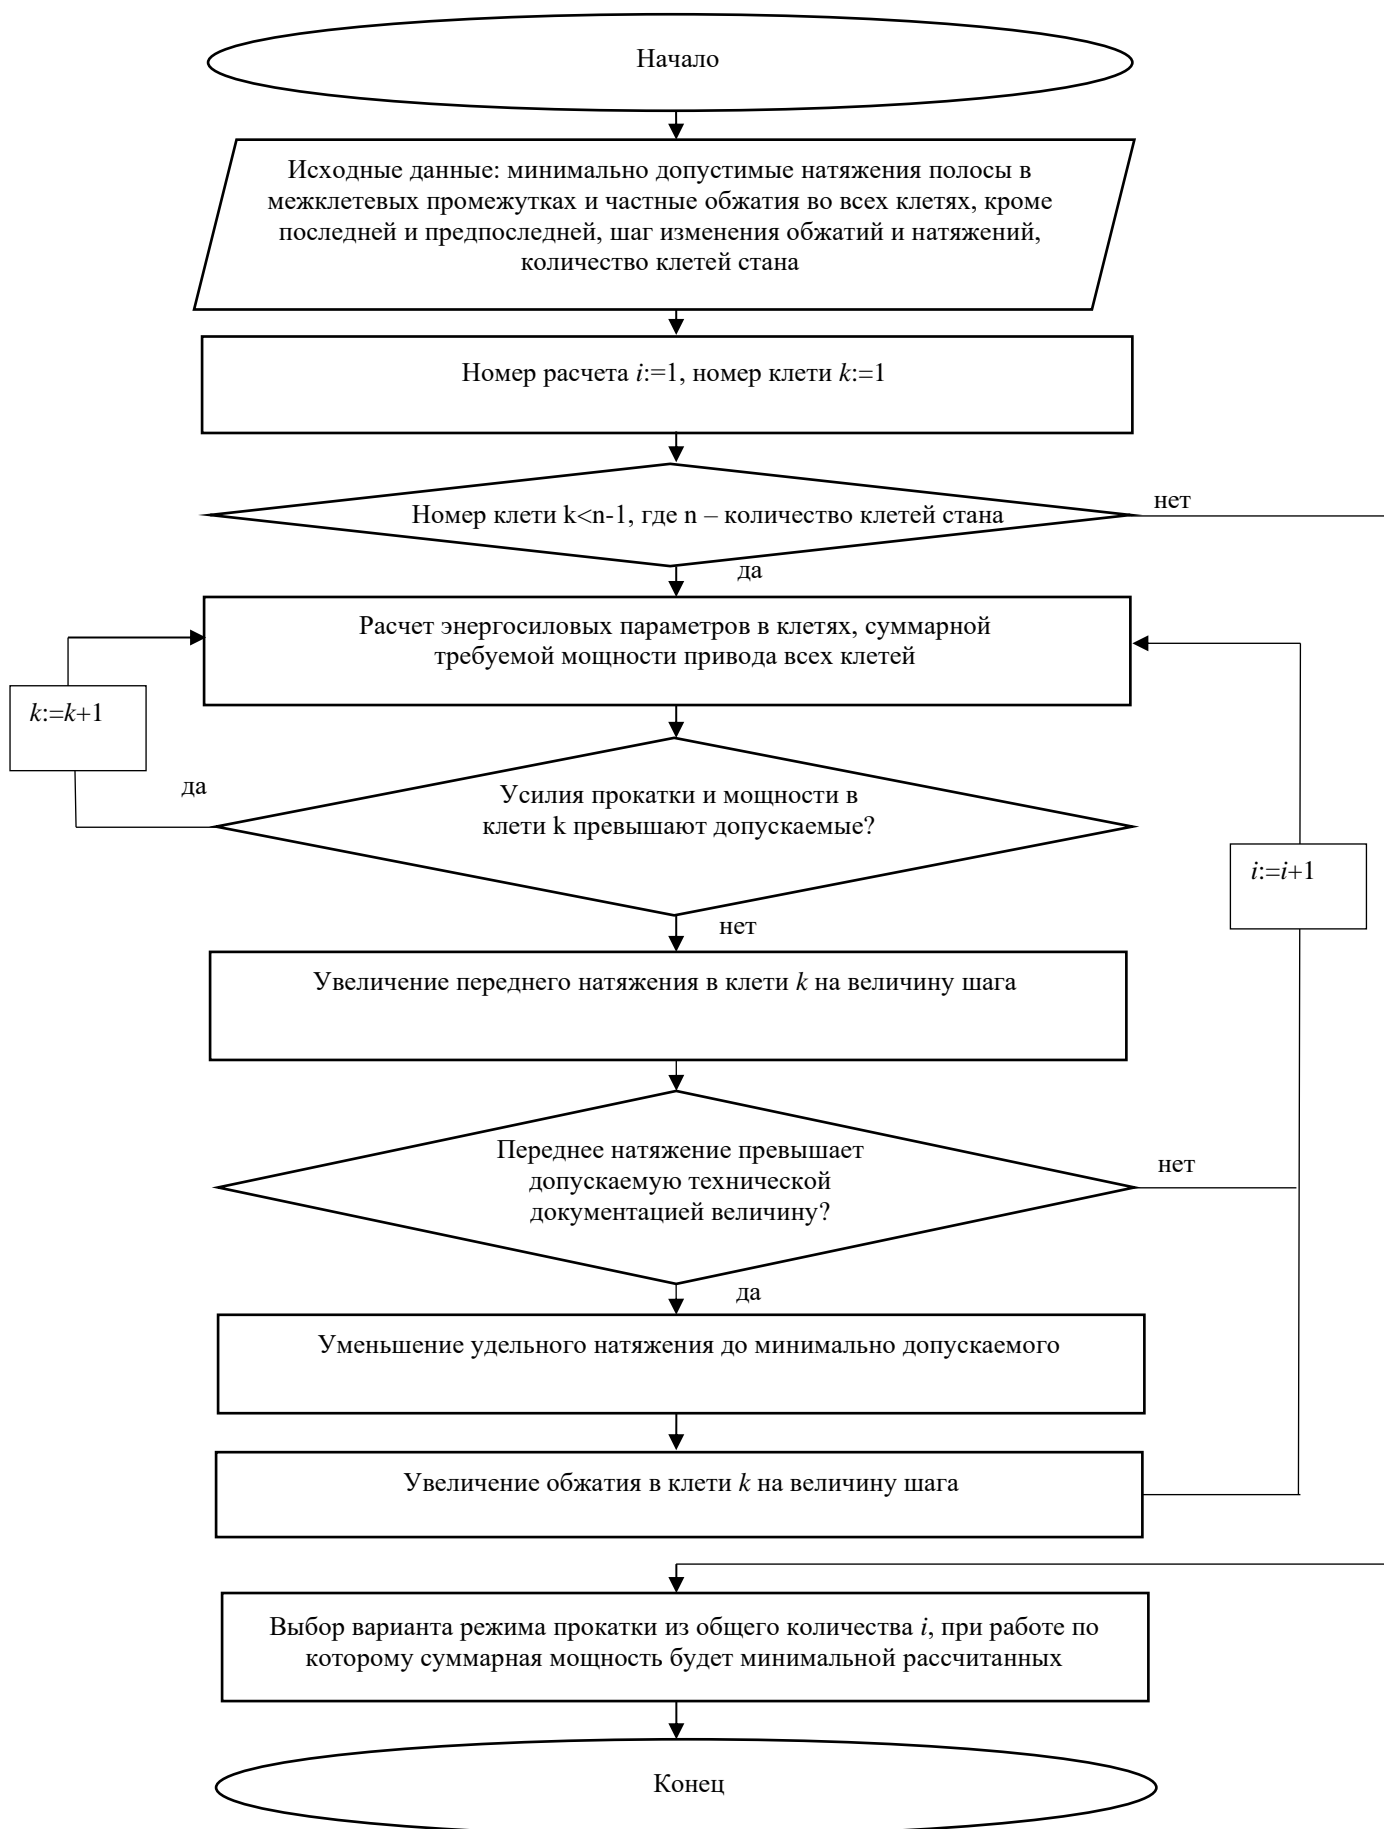 Начало
Исходные данные: минимально допустимые натяжения полосы в
межклетевых промежутках и частные обжатия во всех клетях, кроме
последней и предпоследней, шаг изменения обжатий и натяжений,
количество клетей стана
Номер расчета i:=1, номер клети k:=1
нет
Номер клети k<n-1, где n – количество клетей стана
да
Расчет энергосиловых параметров в клетях, суммарной
требуемой мощности привода всех клетей
k:=k+1
да
Усилия прокатки и мощности в
клети k превышают допускаемые?
i:=i+1
нет
Увеличение переднего натяжения в клети k на величину шага
Переднее натяжение превышает
допускаемую технической
документацией величину?
нет
да
Уменьшение удельного натяжения до минимально допускаемого
Увеличение обжатия в клети k на величину шага
Выбор варианта режима прокатки из общего количества i, при работе по
которому суммарная мощность будет минимальной рассчитанных
Конец